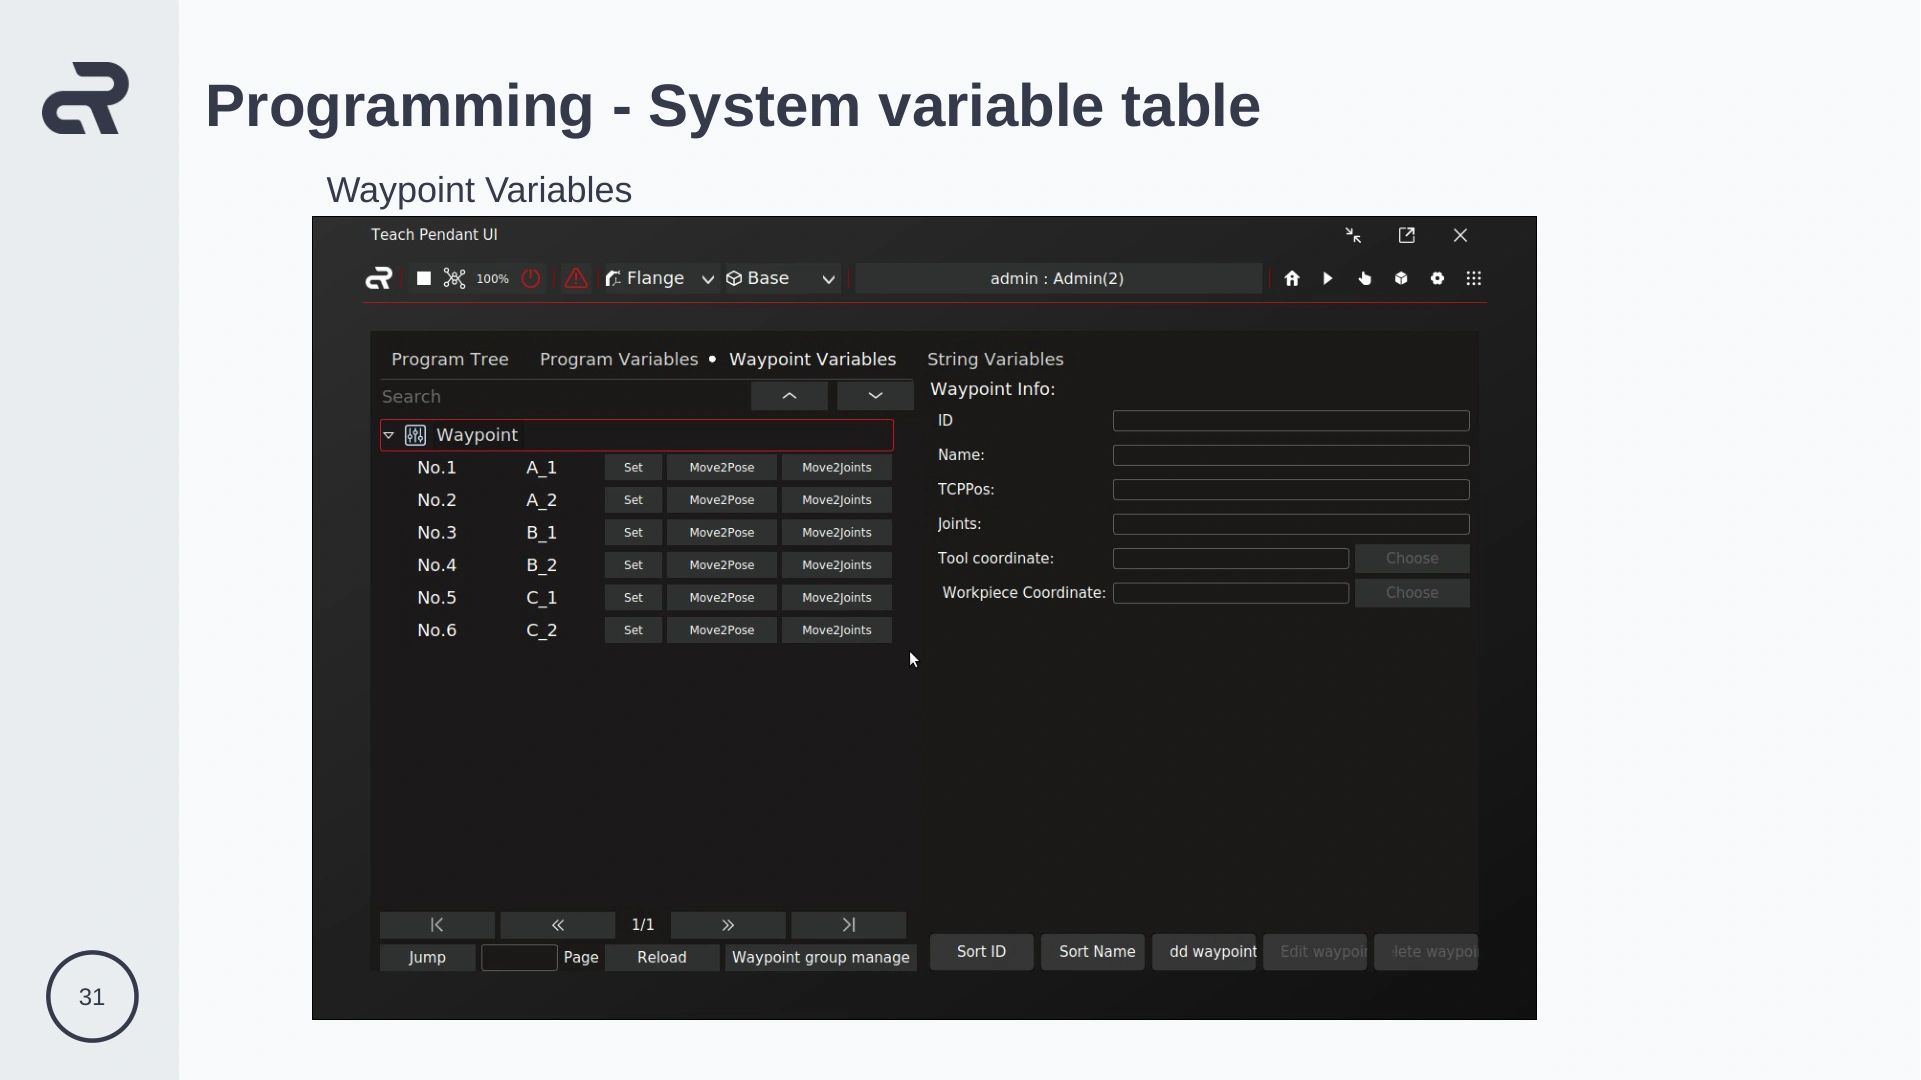 Programming - System variable table
Waypoint Variables
Teach Pendant UI
100% Flange Base admin : Admin(2)
Program Tree Program Variables Waypoint Variables String Variables
Search
Waypoint
No.1 A_1 Set Move2Pose Move2Joints
No.2 A_2 Set Move2Pose Move2Joints
No.3 B_1 Set Move2Pose Move2Joints
No.4 B_2 Set Move2Pose Move2Joints
No.5 C_1 Set Move2Pose Move2Joints
No.6 C_2 Set Move2Pose Move2Joints
1/1
Jump Page Reload Waypoint group manage
Waypoint Info:
ID
Name:
TCPPos:
Joints:
Tool coordinate: Choose
Workpiece Coordinate: Choose
Sort ID Sort Name dd waypoint Edit waypoin lete waypoi
31